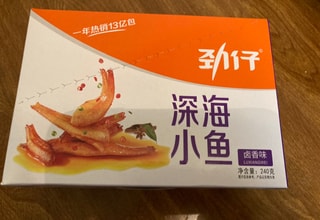 一年热销13亿包
劲仔®
深海
小鱼
卤香味
(LUXIANGWEI)
净含量：240克